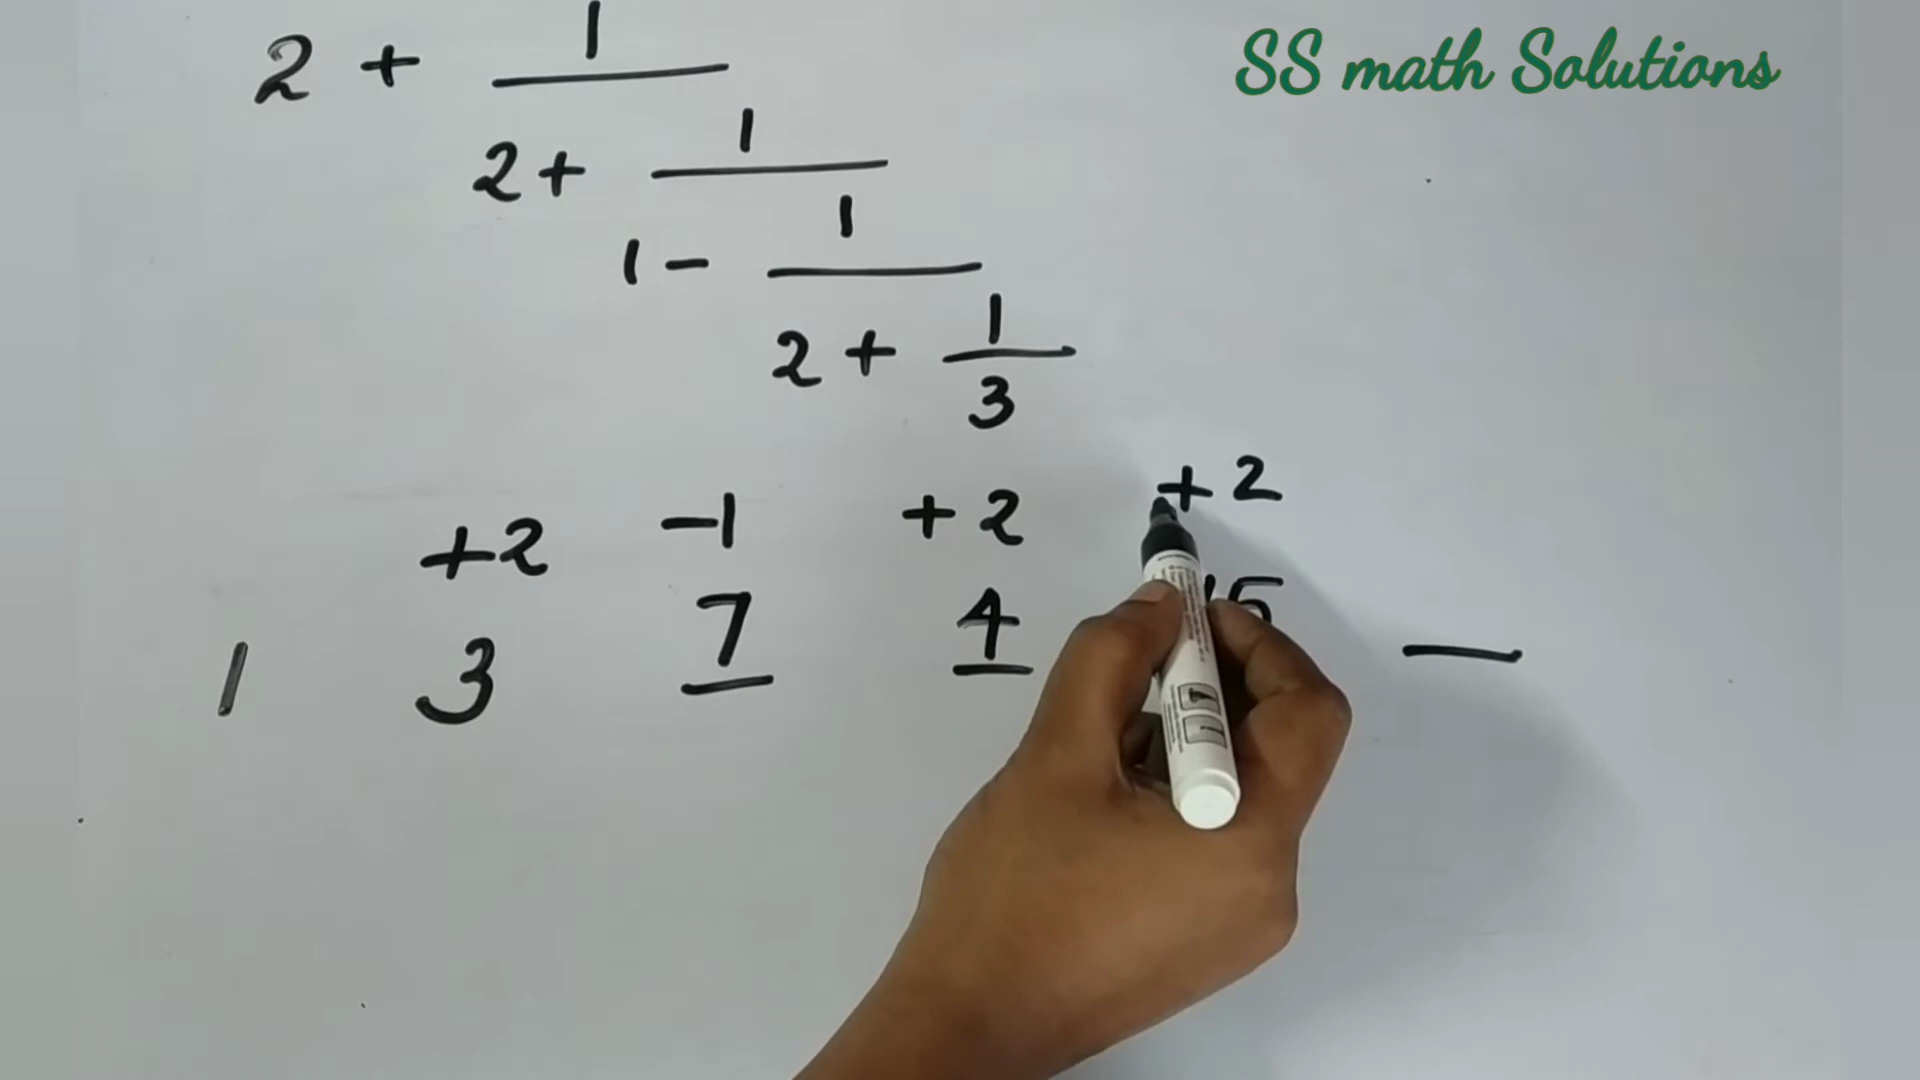 SS math Solutions
1
2 + ―
1
2 + ―
1
1 - ―
1
2 + ―
3
+2 -1 +2 +2
1 3 7 4 15 _